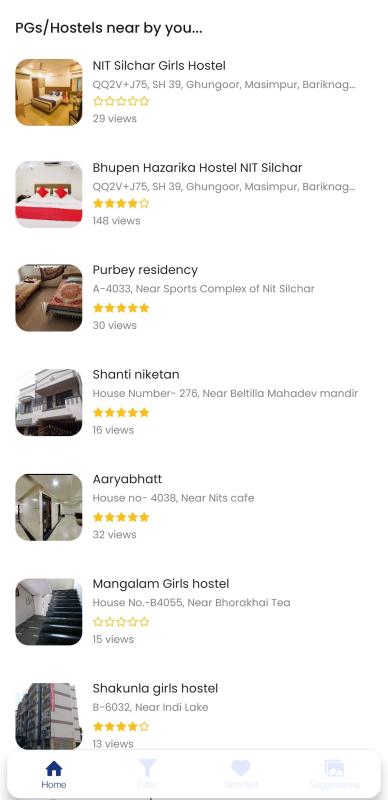 PGs/Hostels near by you...
NIT Silchar Girls Hostel
QQ2V+J75, SH 39, Ghungoor, Masimpur, Bariknag...
29 views
Bhupen Hazarika Hostel NIT Silchar
QQ2V+J75, SH 39, Ghungoor, Masimpur, Bariknag...
148 views
Purbey residency
A-4033, Near Sports Complex of Nit Silchar
30 views
Shanti niketan
House Number- 276, Near Beltilla Mahadev mandir
16 views
Aaryabhatt
House no- 4038, Near Nits cafe
32 views
Mangalam Girls hostel
House No.-B4055, Near Bhorakhai Tea
15 views
Shakunla girls hostel
B-6032, Near Indi Lake
13 views
Home Filter Shortlist Suggestions